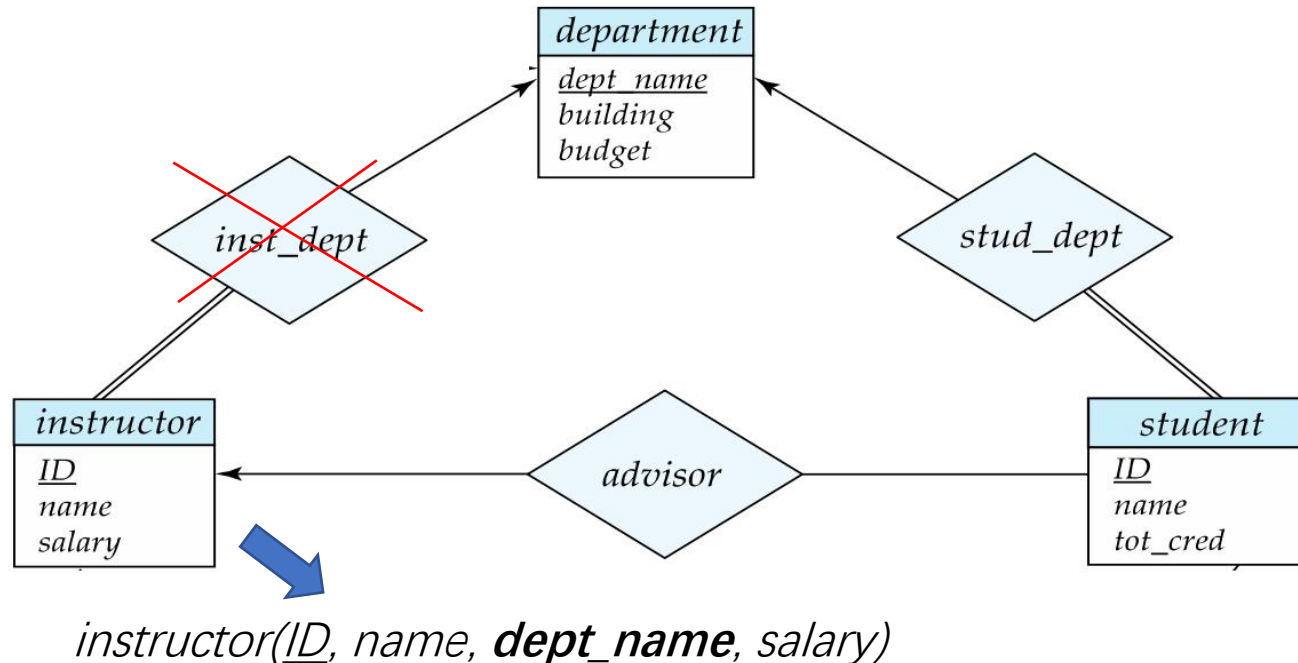 department
dept_name
building
budget
inst_dept
stud_dept
instructor
ID
name
salary
advisor
student
ID
name
tot_cred
instructor(ID, name, dept_name, salary)